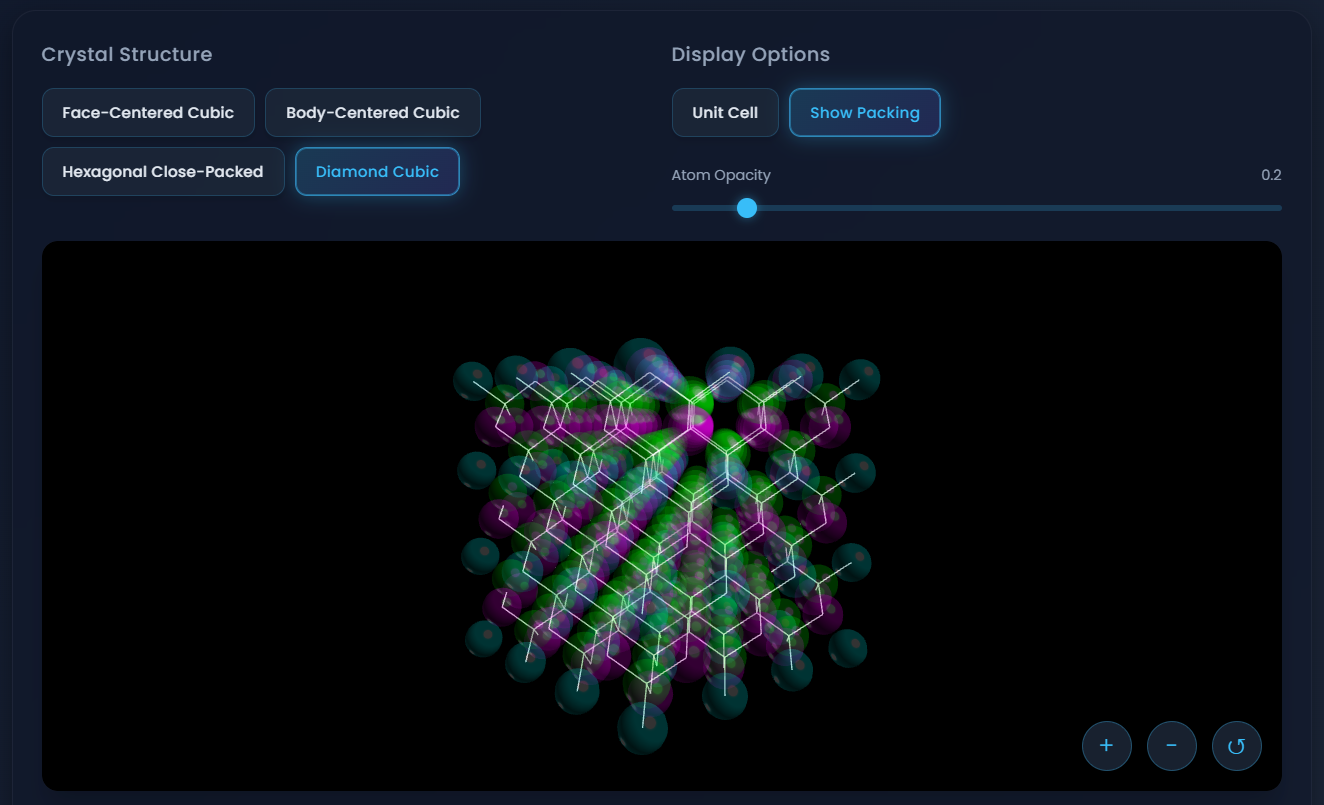 Crystal Structure
Face-Centered Cubic
Body-Centered Cubic
Hexagonal Close-Packed
Diamond Cubic
Display Options
Unit Cell
Show Packing
Atom Opacity
0.2
+
−
↺